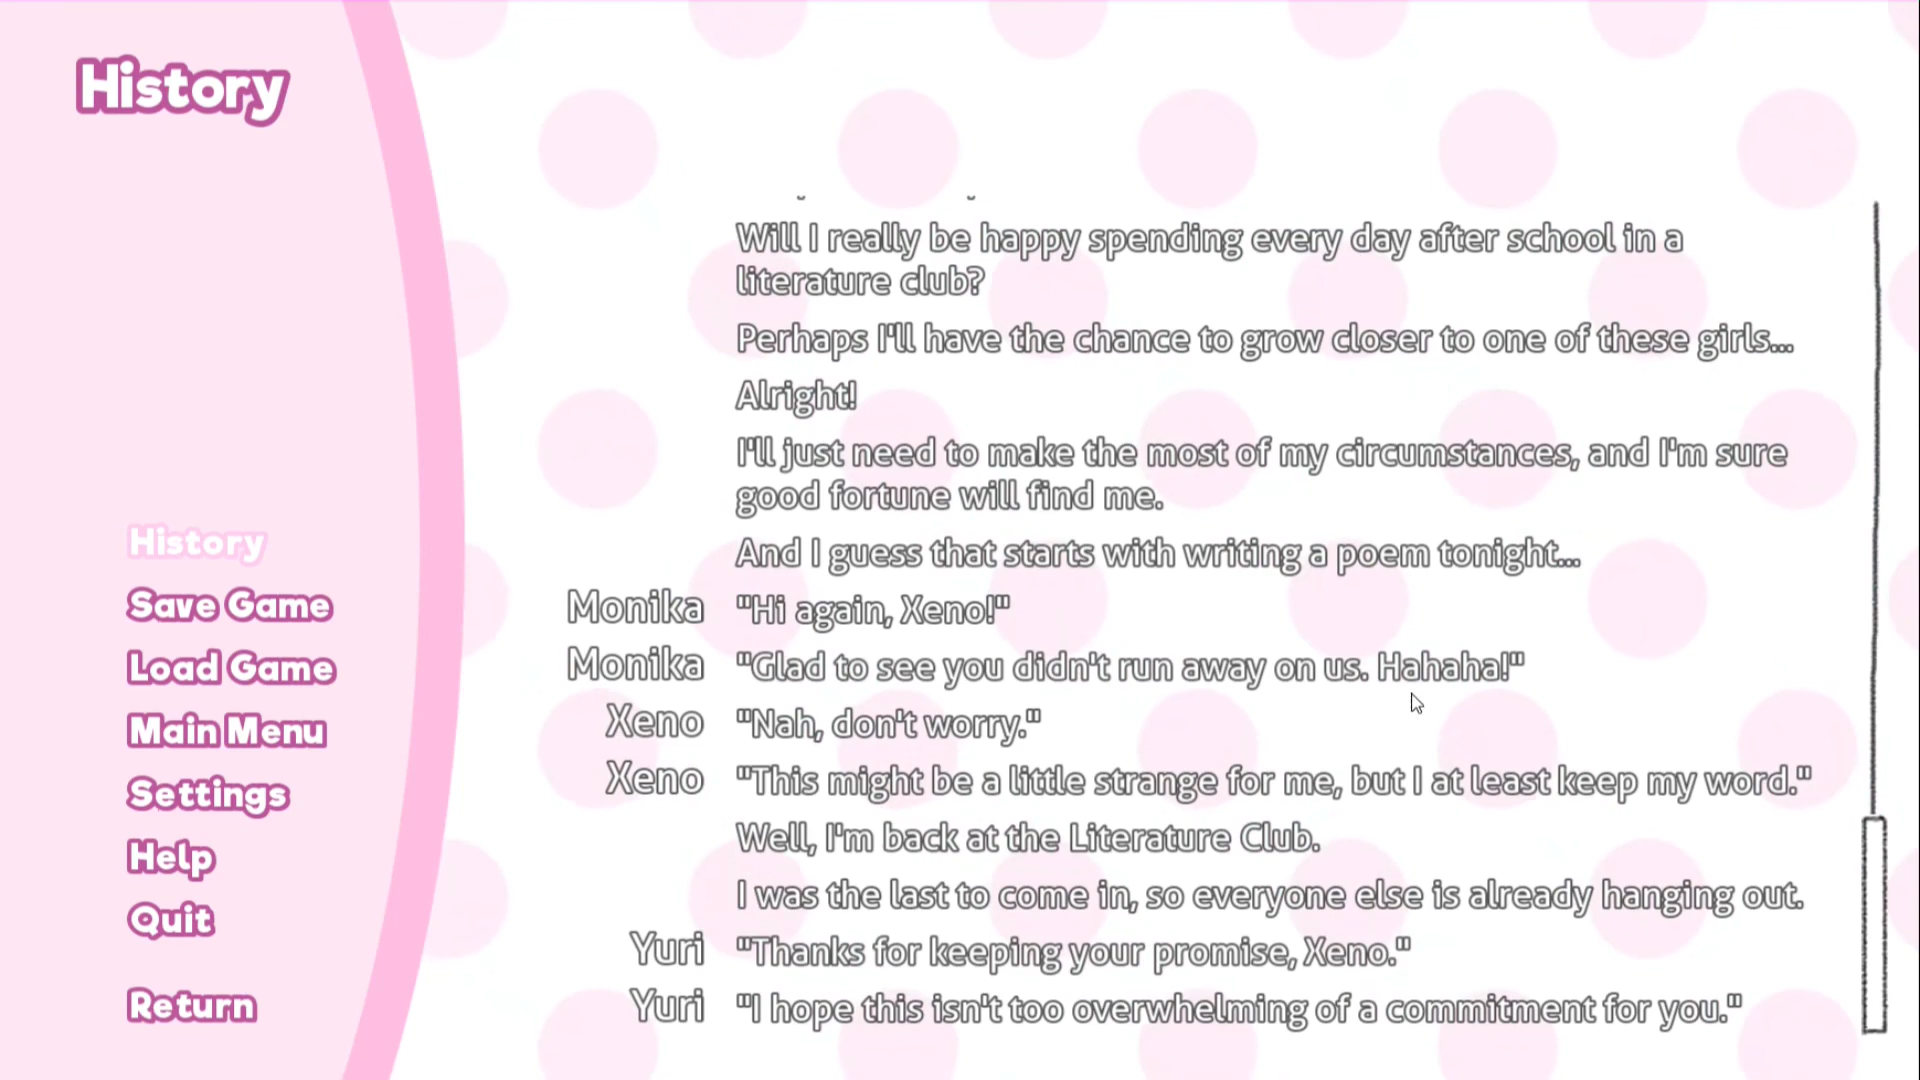 History
Will I really be happy spending every day after school in a
literature club?
Perhaps I'll have the chance to grow closer to one of these girls...
Alright!
I'll just need to make the most of my circumstances, and I'm sure
good fortune will find me.
And I guess that starts with writing a poem tonight...
Monika "Hi again, Xeno!"
Monika "Glad to see you didn't run away on us. Hahaha!"
Xeno "Nah, don't worry."
Xeno "This might be a little strange for me, but I at least keep my word."
Well, I'm back at the Literature Club.
I was the last to come in, so everyone else is already hanging out.
Yuri "Thanks for keeping your promise, Xeno."
Yuri "I hope this isn't too overwhelming of a commitment for you."
History
Save Game
Load Game
Main Menu
Settings
Help
Quit
Return